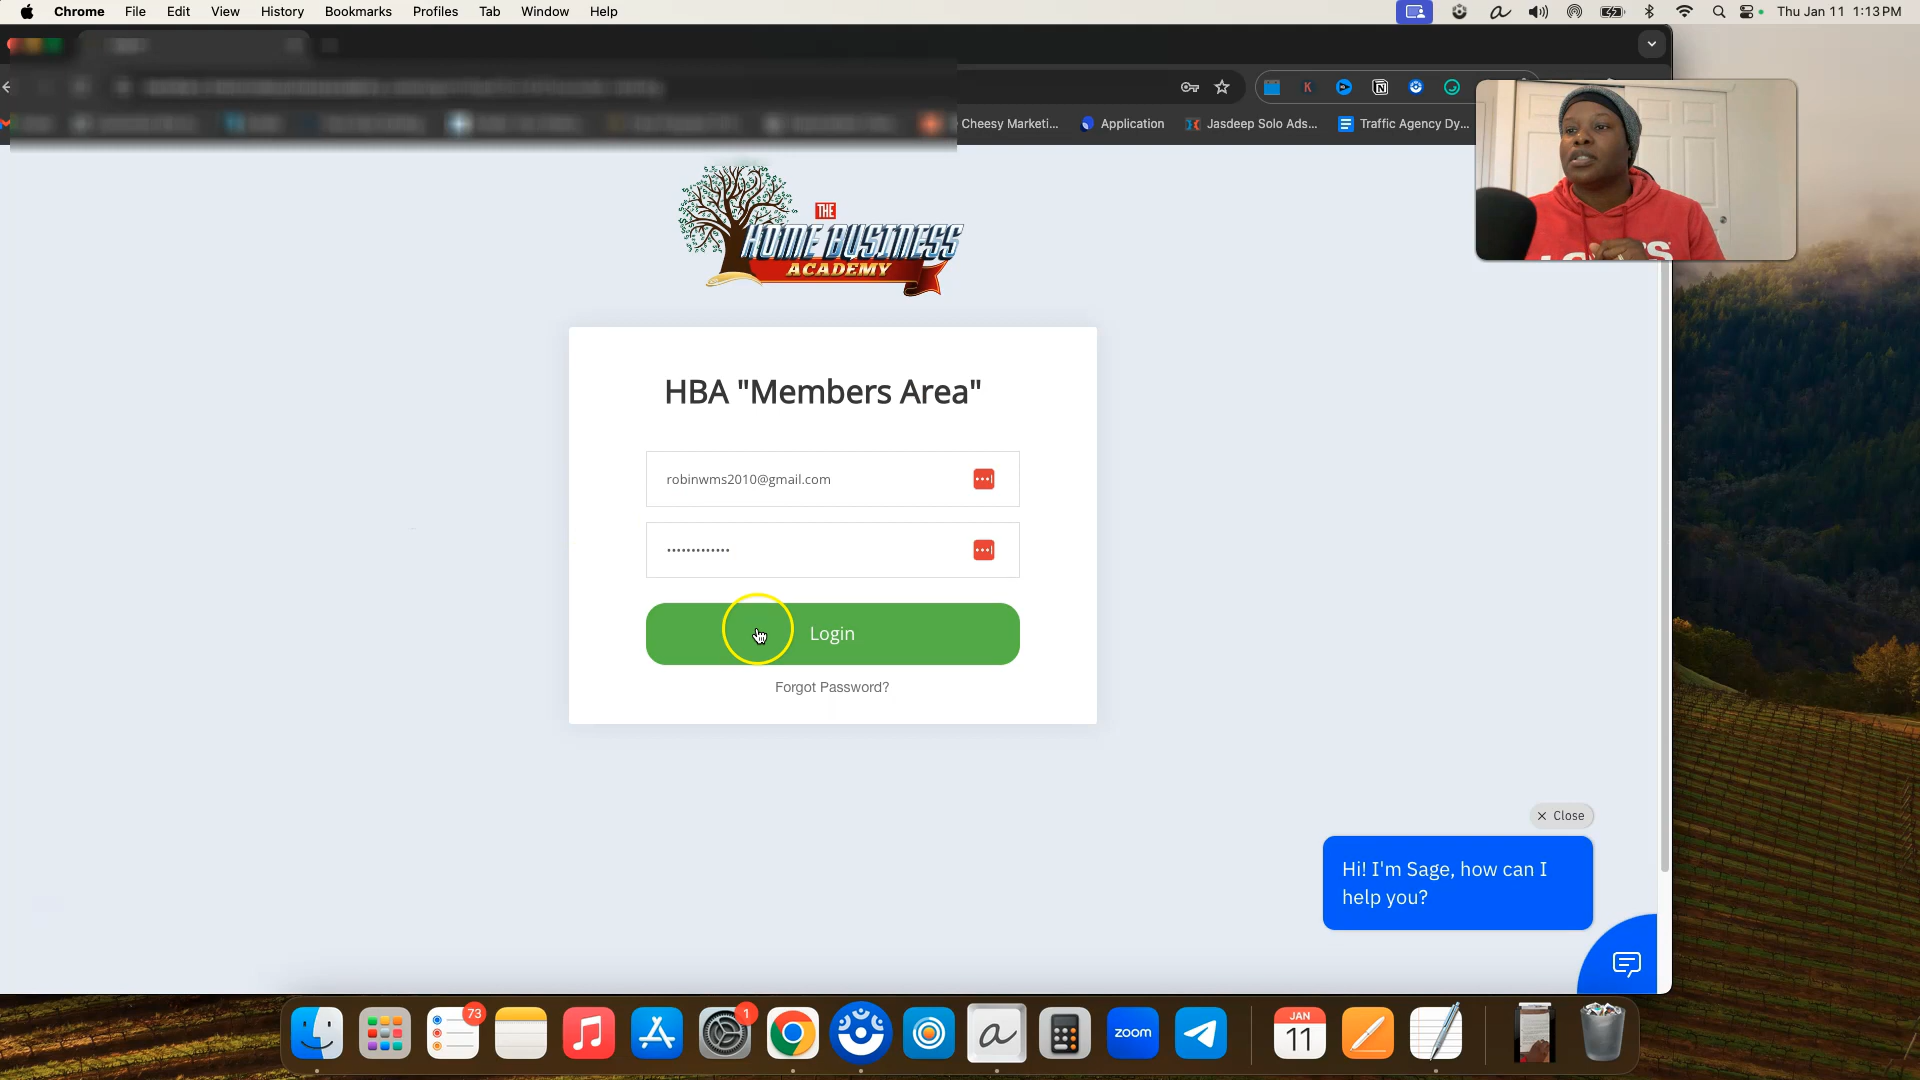 Chrome File Edit View History Bookmarks Profiles Tab Window Help Thu Jan 11 1:13 PM
Cheesy Marketi... Application Jasdeep Solo Ads... Traffic Agency Dy...
THE
HOME BUSINESS
ACADEMY
HBA "Members Area"
robinwms2010@gmail.com
•••••••••••••
Login
Forgot Password?
× Close
Hi! I'm Sage, how can I
help you?
73
1
zoom
JAN
11